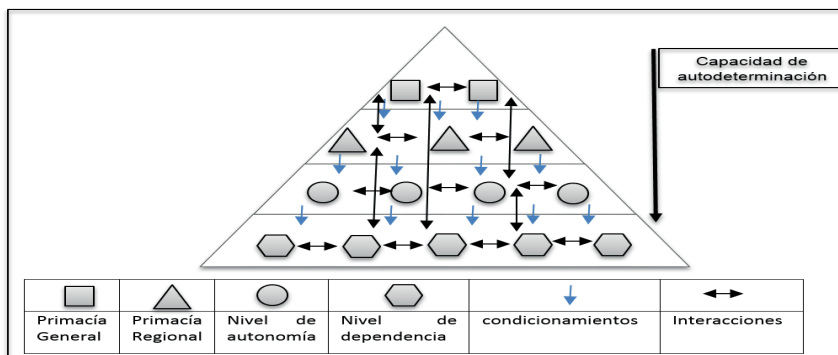 Capacidad de
autodeterminación
Primacía
General
Primacía
Regional
Nivel de
autonomía
Nivel de
dependencia
condicionamientos
Interacciones